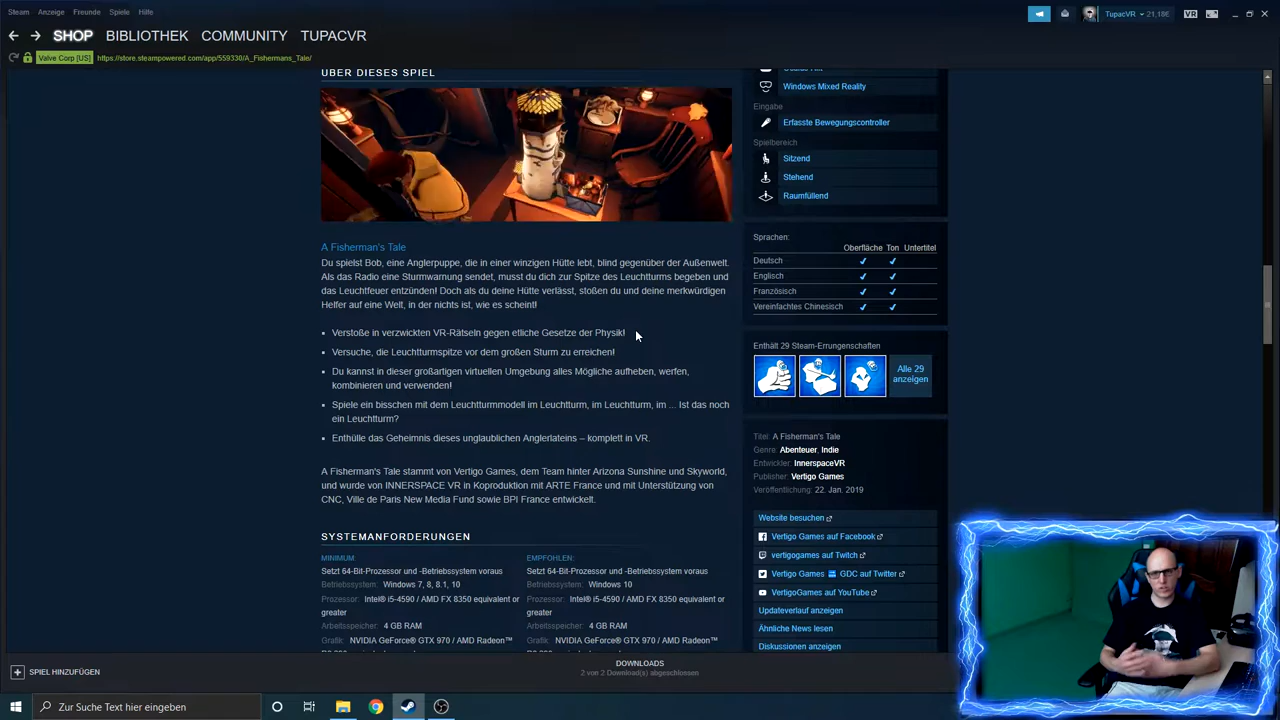 Steam Anzeige Freunde Spiele Hilfe
TupacVR 21,18€ VR
SHOP BIBLIOTHEK COMMUNITY TUPACVR
Valve Corp [US] https://store.steampowered.com/app/559330/A_Fishermans_Tale/
ÜBER DIESES SPIEL
A Fisherman's Tale
Du spielst Bob, eine Anglerpuppe, die in einer winzigen Hütte lebt, blind gegenüber der Außenwelt.
Als das Radio eine Sturmwarnung sendet, musst du dich zur Spitze des Leuchtturms begeben und
das Leuchtfeuer entzünden! Doch als du deine Hütte verlässt, stoßen du und deine merkwürdigen
Helfer auf eine Welt, in der nichts ist, wie es scheint!
Verstoße in verzwickten VR-Rätseln gegen etliche Gesetze der Physik!
Versuche, die Leuchtturmspitze vor dem großen Sturm zu erreichen!
Du kannst in dieser großartigen virtuellen Umgebung alles Mögliche aufheben, werfen,
kombinieren und verwenden!
Spiele ein bisschen mit dem Leuchtturmmodell im Leuchtturm, im Leuchtturm, im ... Ist das noch
ein Leuchtturm?
Enthülle das Geheimnis dieses unglaublichen Anglerlateins – komplett in VR.
A Fisherman's Tale stammt von Vertigo Games, dem Team hinter Arizona Sunshine und Skyworld,
und wurde von INNERSPACE VR in Koproduktion mit ARTE France und mit Unterstützung von
CNC, Ville de Paris New Media Fund sowie BPI France entwickelt.
SYSTEMANFORDERUNGEN
MINIMUM:
Setzt 64-Bit-Prozessor und -Betriebssystem voraus
Betriebssystem: Windows 7, 8, 8.1, 10
Prozessor: Intel® i5-4590 / AMD FX 8350 equivalent or
greater
Arbeitsspeicher: 4 GB RAM
Grafik: NVIDIA GeForce® GTX 970 / AMD Radeon™
EMPFOHLEN:
Setzt 64-Bit-Prozessor und -Betriebssystem voraus
Betriebssystem: Windows 10
Prozessor: Intel® i5-4590 / AMD FX 8350 equivalent or
greater
Arbeitsspeicher: 4 GB RAM
Grafik: NVIDIA GeForce® GTX 970 / AMD Radeon™
Windows Mixed Reality
Eingabe
Erfasste Bewegungscontroller
Spielbereich
Sitzend
Stehend
Raumfüllend
Sprachen:
Oberfläche Ton Untertitel
Deutsch ✓ ✓
Englisch ✓ ✓
Französisch ✓ ✓
Vereinfachtes Chinesisch ✓ ✓
Enthält 29 Steam-Errungenschaften
Alle 29
anzeigen
Titel: A Fisherman's Tale
Genre: Abenteuer, Indie
Entwickler: InnerspaceVR
Publisher: Vertigo Games
Veröffentlichung: 22. Jan. 2019
Website besuchen
Vertigo Games auf Facebook
vertigogames auf Twitch
Vertigo Games GDC auf Twitter
VertigoGames auf YouTube
Updateverlauf anzeigen
Ähnliche News lesen
Diskussionen anzeigen
SPIEL HINZUFÜGEN
DOWNLOADS
2 von 2 Download(s) abgeschlossen
Zur Suche Text hier eingeben